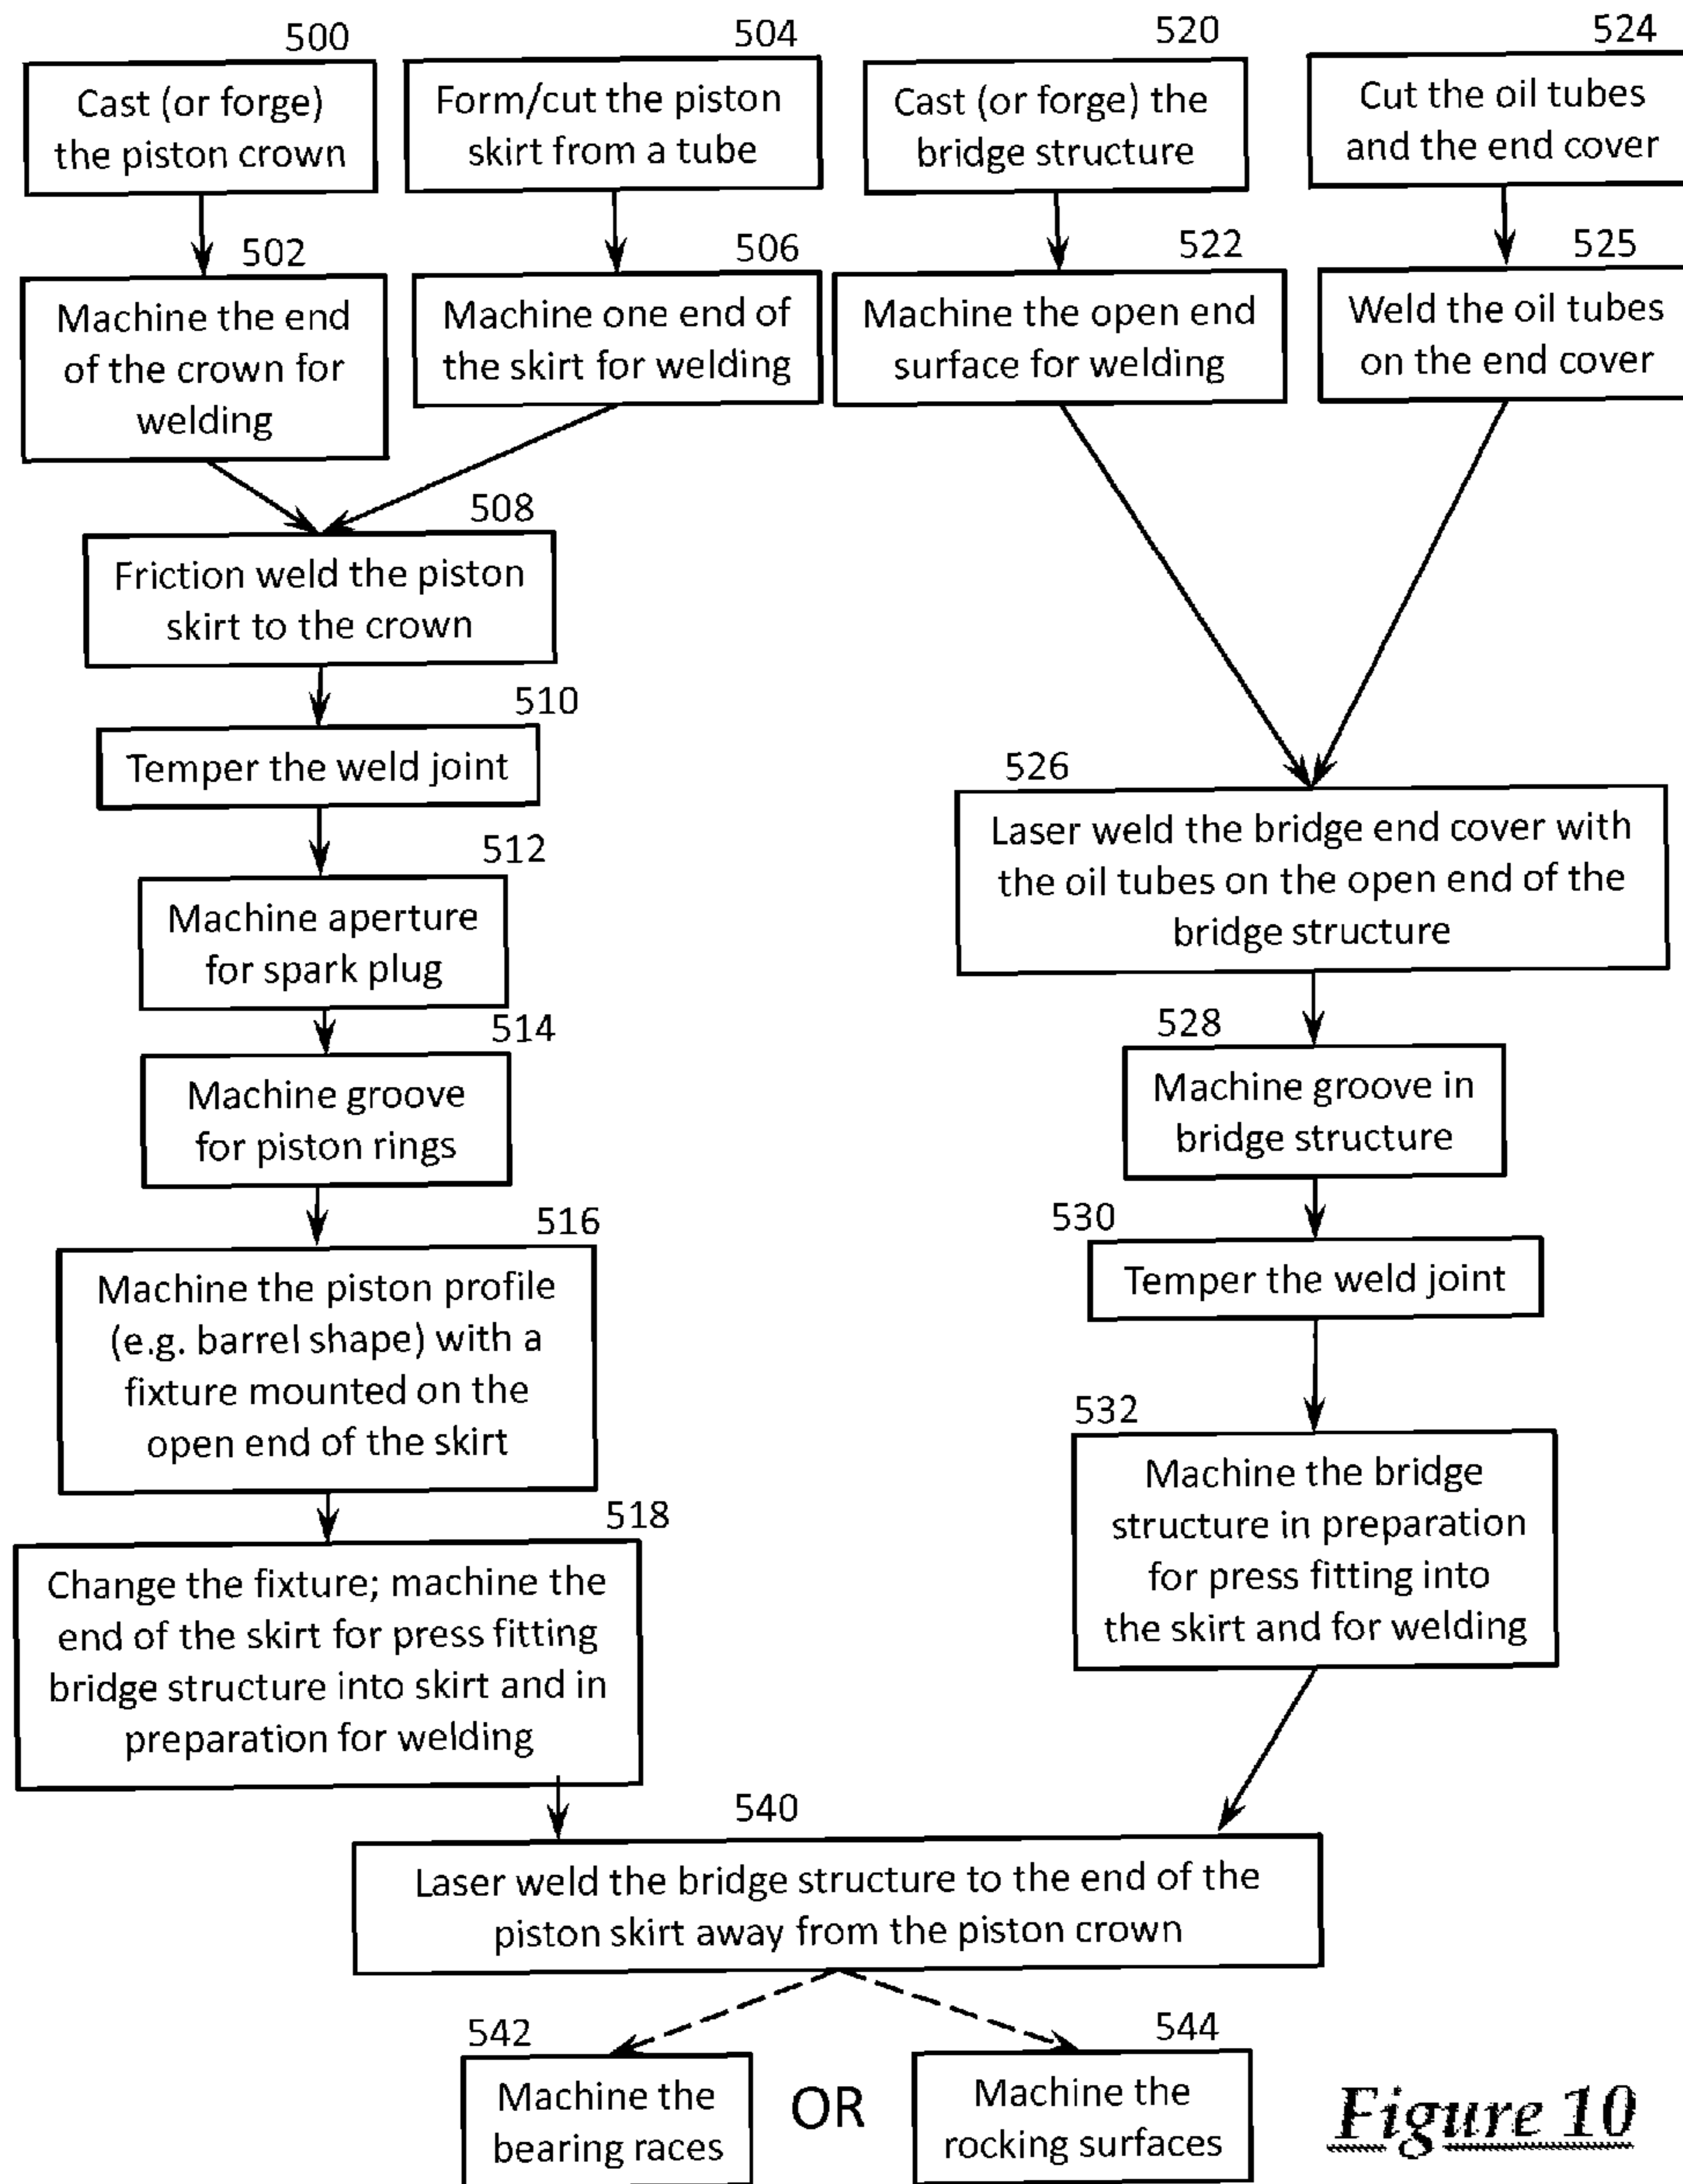 500
Cast (or forge)
the piston crown
504
Form/cut the piston
skirt from a tube
520
Cast (or forge) the
bridge structure
524
Cut the oil tubes
and the end cover
502
Machine the end
of the crown for
welding
506
Machine one end of
the skirt for welding
522
Machine the open end
surface for welding
525
Weld the oil tubes
on the end cover
508
Friction weld the piston
skirt to the crown
510
Temper the weld joint
512
Machine aperture
for spark plug
514
Machine groove
for piston rings
516
Machine the piston profile
(e.g. barrel shape) with a
fixture mounted on the
open end of the skirt
518
Change the fixture; machine the
end of the skirt for press fitting
bridge structure into skirt and in
preparation for welding
526
Laser weld the bridge end cover with
the oil tubes on the open end of the
bridge structure
528
Machine groove in
bridge structure
530
Temper the weld joint
532
Machine the bridge
structure in preparation
for press fitting into
the skirt and for welding
540
Laser weld the bridge structure to the end of the
piston skirt away from the piston crown
542
Machine the
bearing races
OR
544
Machine the
rocking surfaces
Figure 10